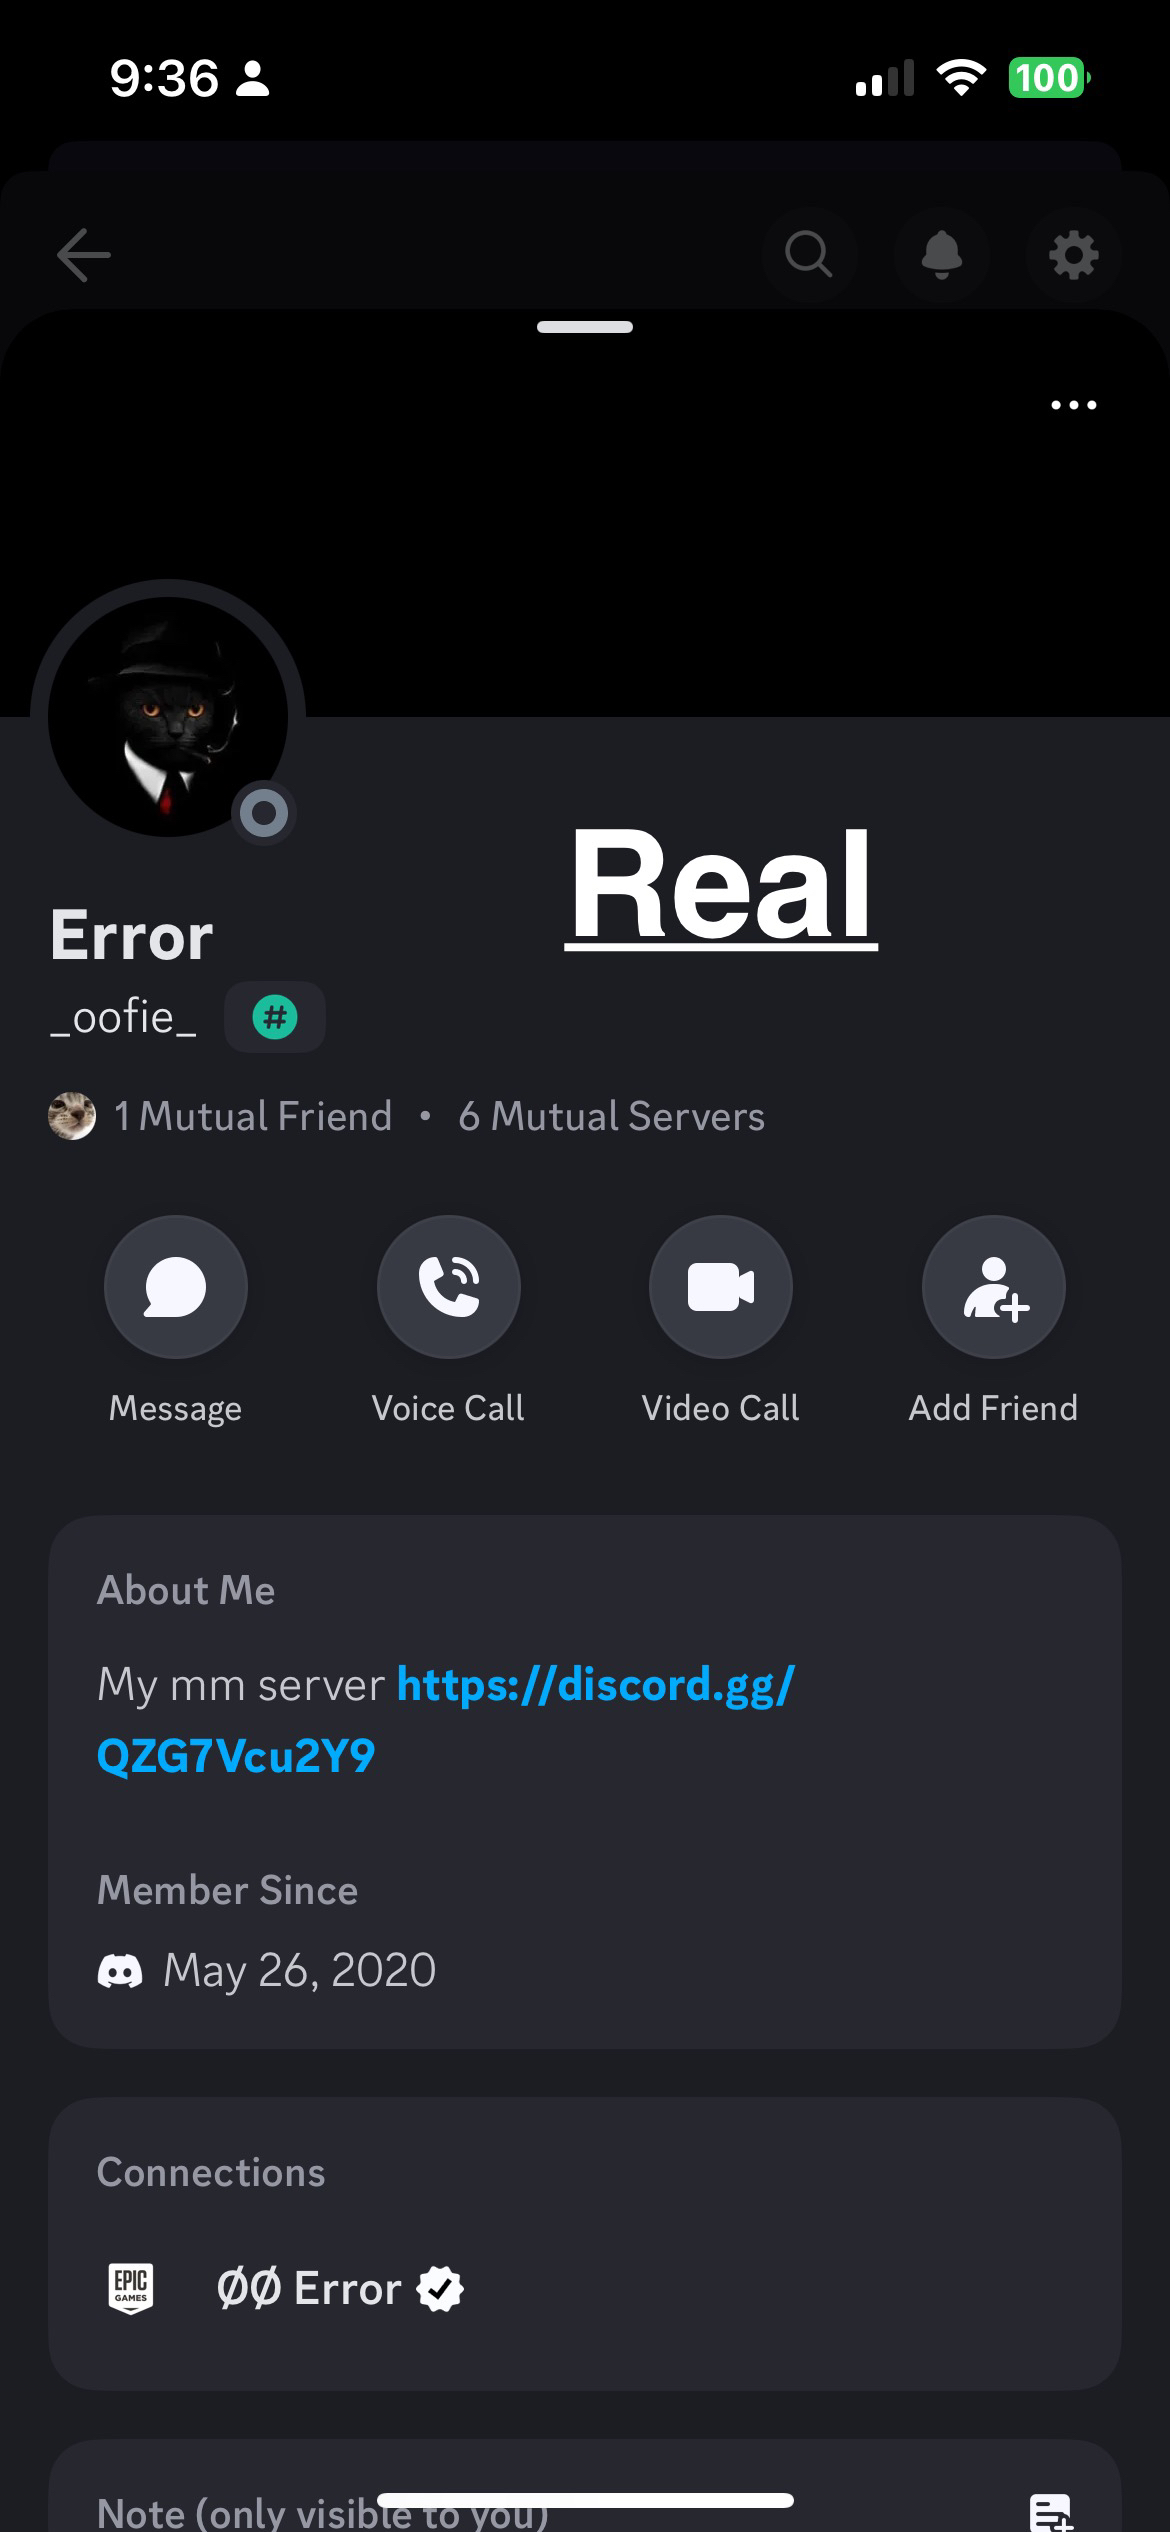 9:36
100
Real
Error
_oofie_
#
1 Mutual Friend • 6 Mutual Servers
Message Voice Call Video Call Add Friend
About Me
My mm server https://discord.gg/
QZG7Vcu2Y9
Member Since
May 26, 2020
Connections
EPIC
GAMES
ØØ Error
Note (only visible to you)